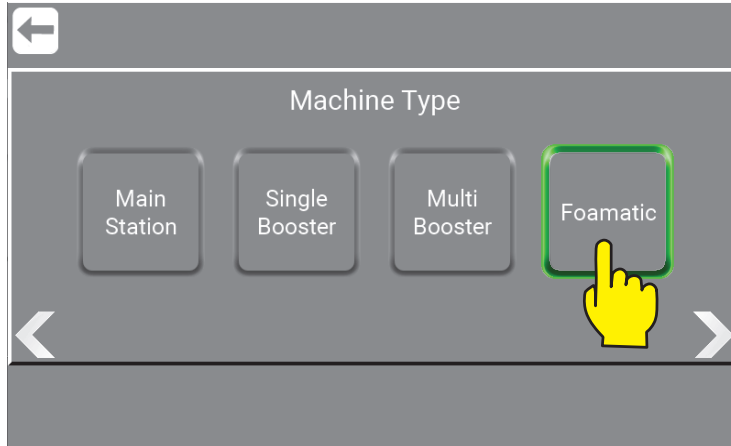 Machine Type
Main
Station
Single
Booster
Multi
Booster
Foamatic